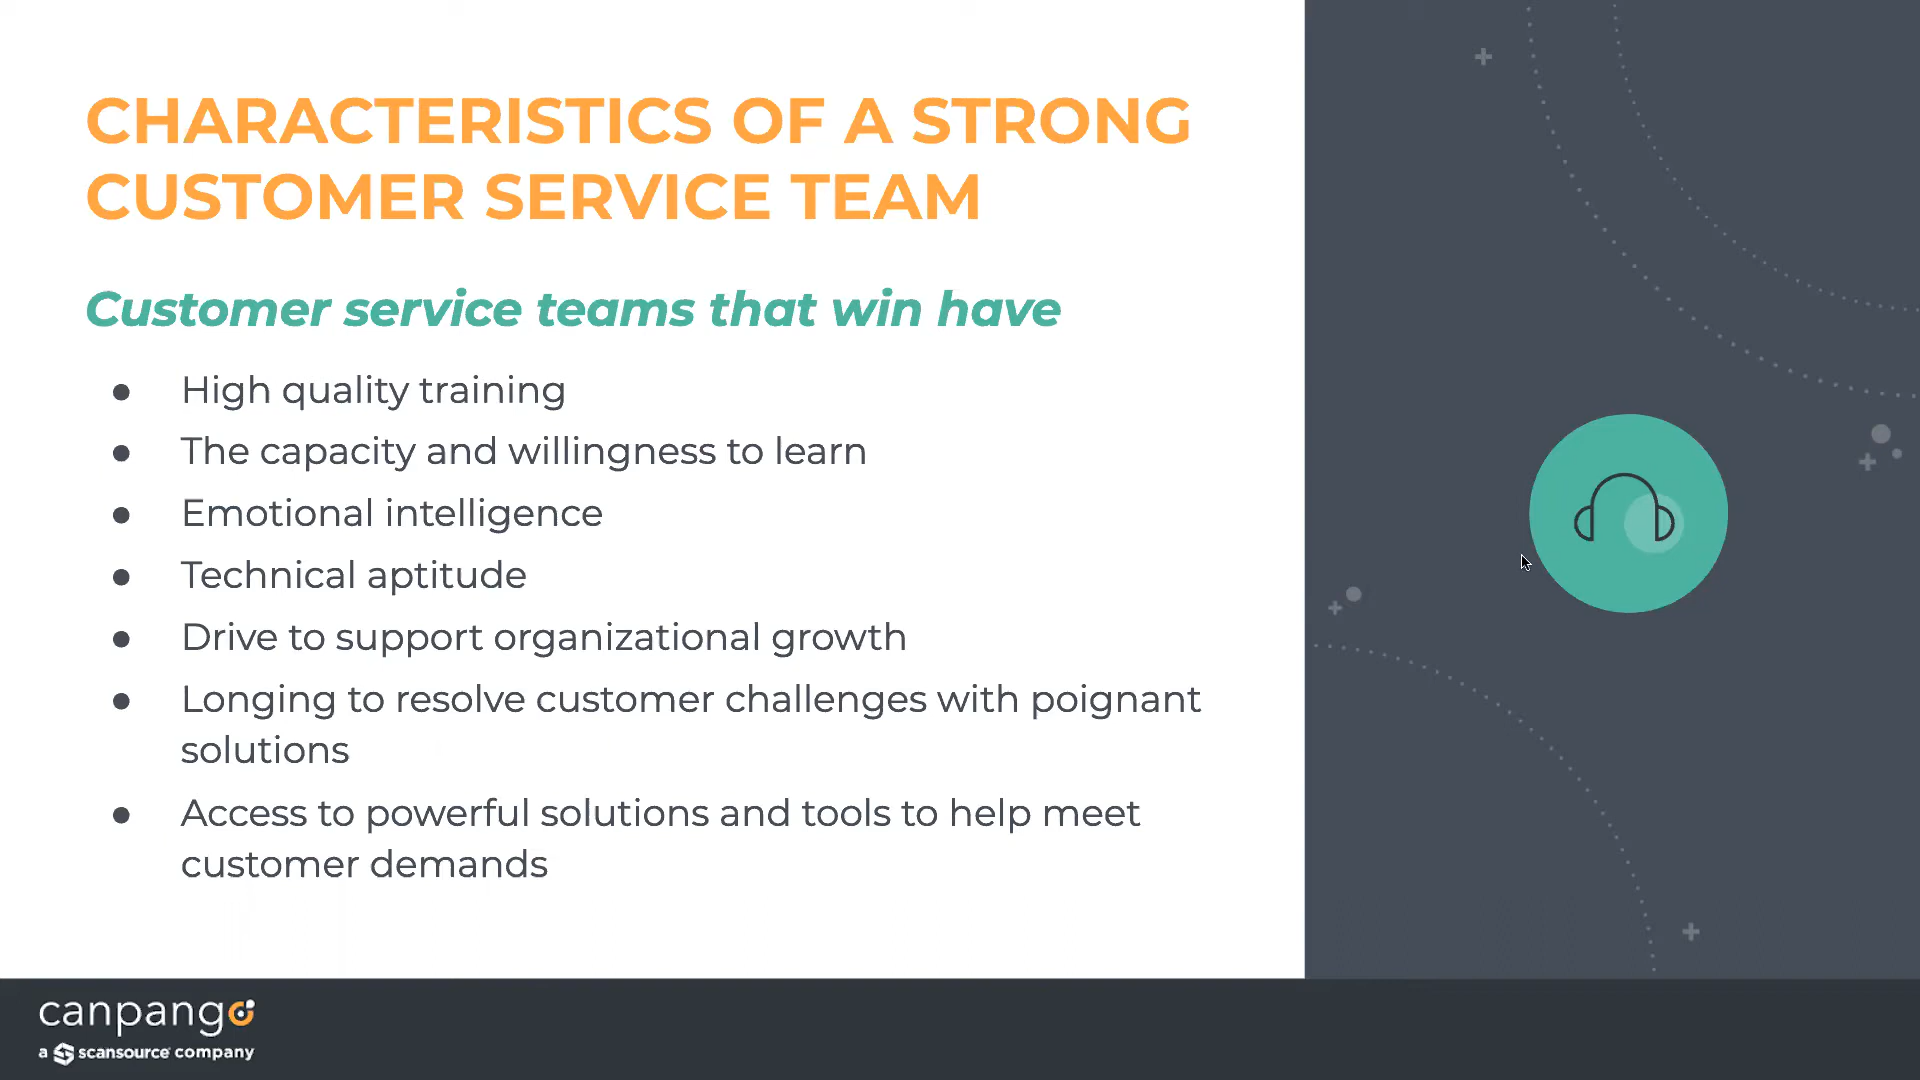 CHARACTERISTICS OF A STRONG
CUSTOMER SERVICE TEAM
Customer service teams that win have
● High quality training
● The capacity and willingness to learn
● Emotional intelligence
● Technical aptitude
● Drive to support organizational growth
● Longing to resolve customer challenges with poignant
solutions
● Access to powerful solutions and tools to help meet
customer demands
canpango
a scansource company